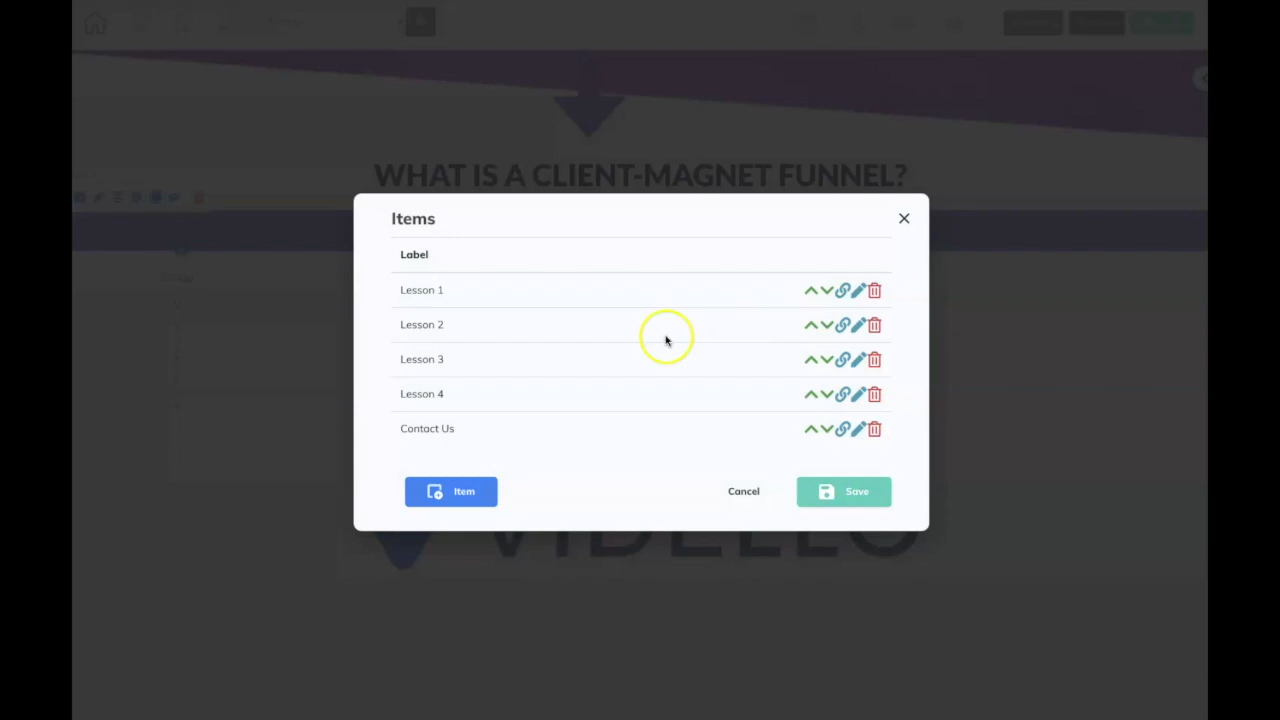 WHAT IS A CLIENT-MAGNET FUNNEL?
Items
Label
Lesson 1
Lesson 2
Lesson 3
Lesson 4
Contact Us
Item
Cancel
Save
VIDELLO